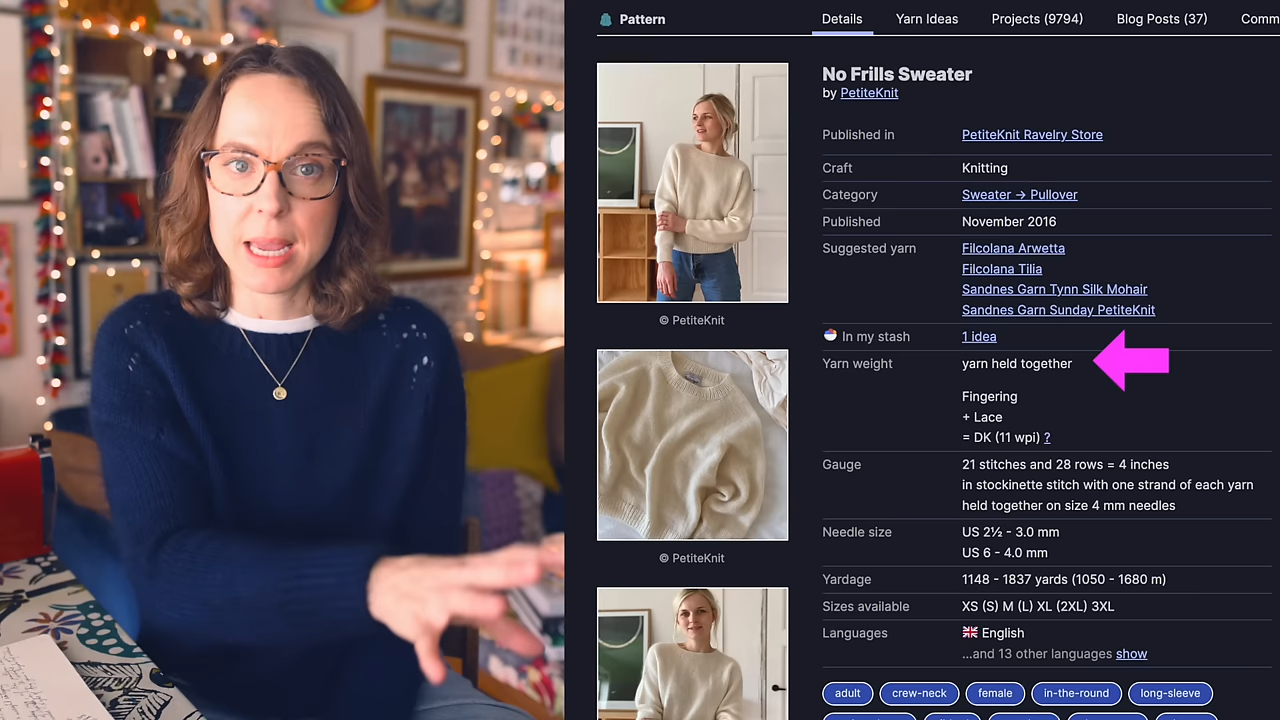 Pattern
Details
Yarn Ideas
Projects (9794)
Blog Posts (37)
Comm
No Frills Sweater
by PetiteKnit
Published in PetiteKnit Ravelry Store
Craft Knitting
Category Sweater → Pullover
Published November 2016
Suggested yarn Filcolana Arwetta
Filcolana Tilia
Sandnes Garn Tynn Silk Mohair
Sandnes Garn Sunday PetiteKnit
In my stash 1 idea
Yarn weight yarn held together
Fingering
+ Lace
= DK (11 wpi) ?
Gauge 21 stitches and 28 rows = 4 inches
in stockinette stitch with one strand of each yarn
held together on size 4 mm needles
Needle size US 2½ - 3.0 mm
US 6 - 4.0 mm
Yardage 1148 - 1837 yards (1050 - 1680 m)
Sizes available XS (S) M (L) XL (2XL) 3XL
Languages English
...and 13 other languages show
adult crew-neck female in-the-round long-sleeve
© PetiteKnit
© PetiteKnit